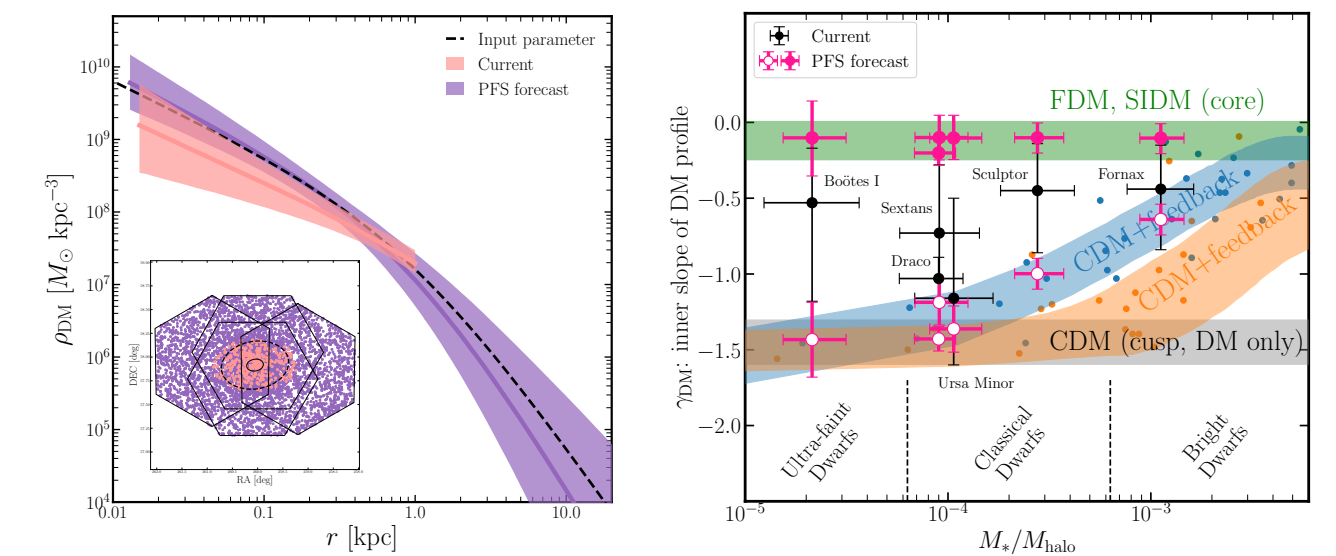 10^10
10^9
10^8
10^7
10^6
10^5
10^4
ρDM [M⊙ kpc−3]
Input parameter
Current
PFS forecast
DEC [deg]
RA [deg]
0.01
0.1
1.0
10.0
r [kpc]
Current
PFS forecast
FDM, SIDM (core)
0.0
−0.5
−1.0
−1.5
−2.0
γDM: inner slope of DM profile
Boötes I
Sculptor
Fornax
Sextans
Draco
CDM+feedback
CDM+feedback
CDM (cusp, DM only)
Ursa Minor
Ultra-faint
Dwarfs
Classical
Dwarfs
Bright
Dwarfs
10^−5
10^−4
10^−3
M*/Mhalo